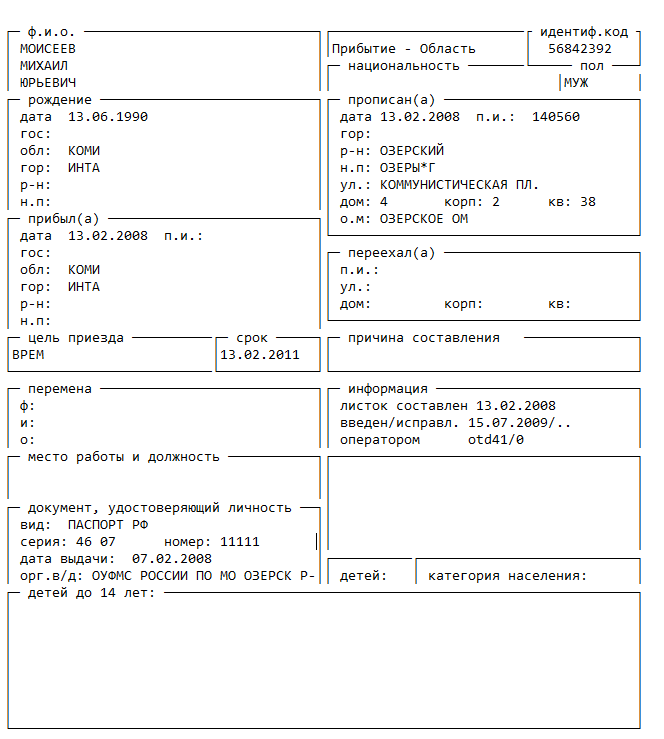 ф.и.о.
МОИСЕЕВ
МИХАИЛ
ЮРЬЕВИЧ
Прибытие - Область
идентиф.код
56842392
национальность
пол
МУЖ
рождение
дата 13.06.1990
гос:
обл: КОМИ
гор: ИНТА
р-н:
н.п:
прописан(а)
дата 13.02.2008 п.и.: 140560
гор:
р-н: ОЗЕРСКИЙ
н.п: ОЗЕРЫ*Г
ул.: КОММУНИСТИЧЕСКАЯ ПЛ.
дом: 4 корп: 2 кв: 38
о.м: ОЗЕРСКОЕ ОМ
прибыл(а)
дата 13.02.2008 п.и.:
гос:
обл: КОМИ
гор: ИНТА
р-н:
н.п:
переехал(а)
п.и.:
ул.:
дом: корп: кв:
цель приезда
ВРЕМ
срок
13.02.2011
причина составления
перемена
ф:
и:
о:
информация
листок составлен 13.02.2008
введен/исправл. 15.07.2009/..
оператором otd41/0
место работы и должность
документ, удостоверяющий личность
вид: ПАСПОРТ РФ
серия: 46 07 номер: 11111
дата выдачи: 07.02.2008
орг.в/д: ОУФМС РОССИИ ПО МО ОЗЕРСК Р-
детей:
категория населения:
детей до 14 лет: